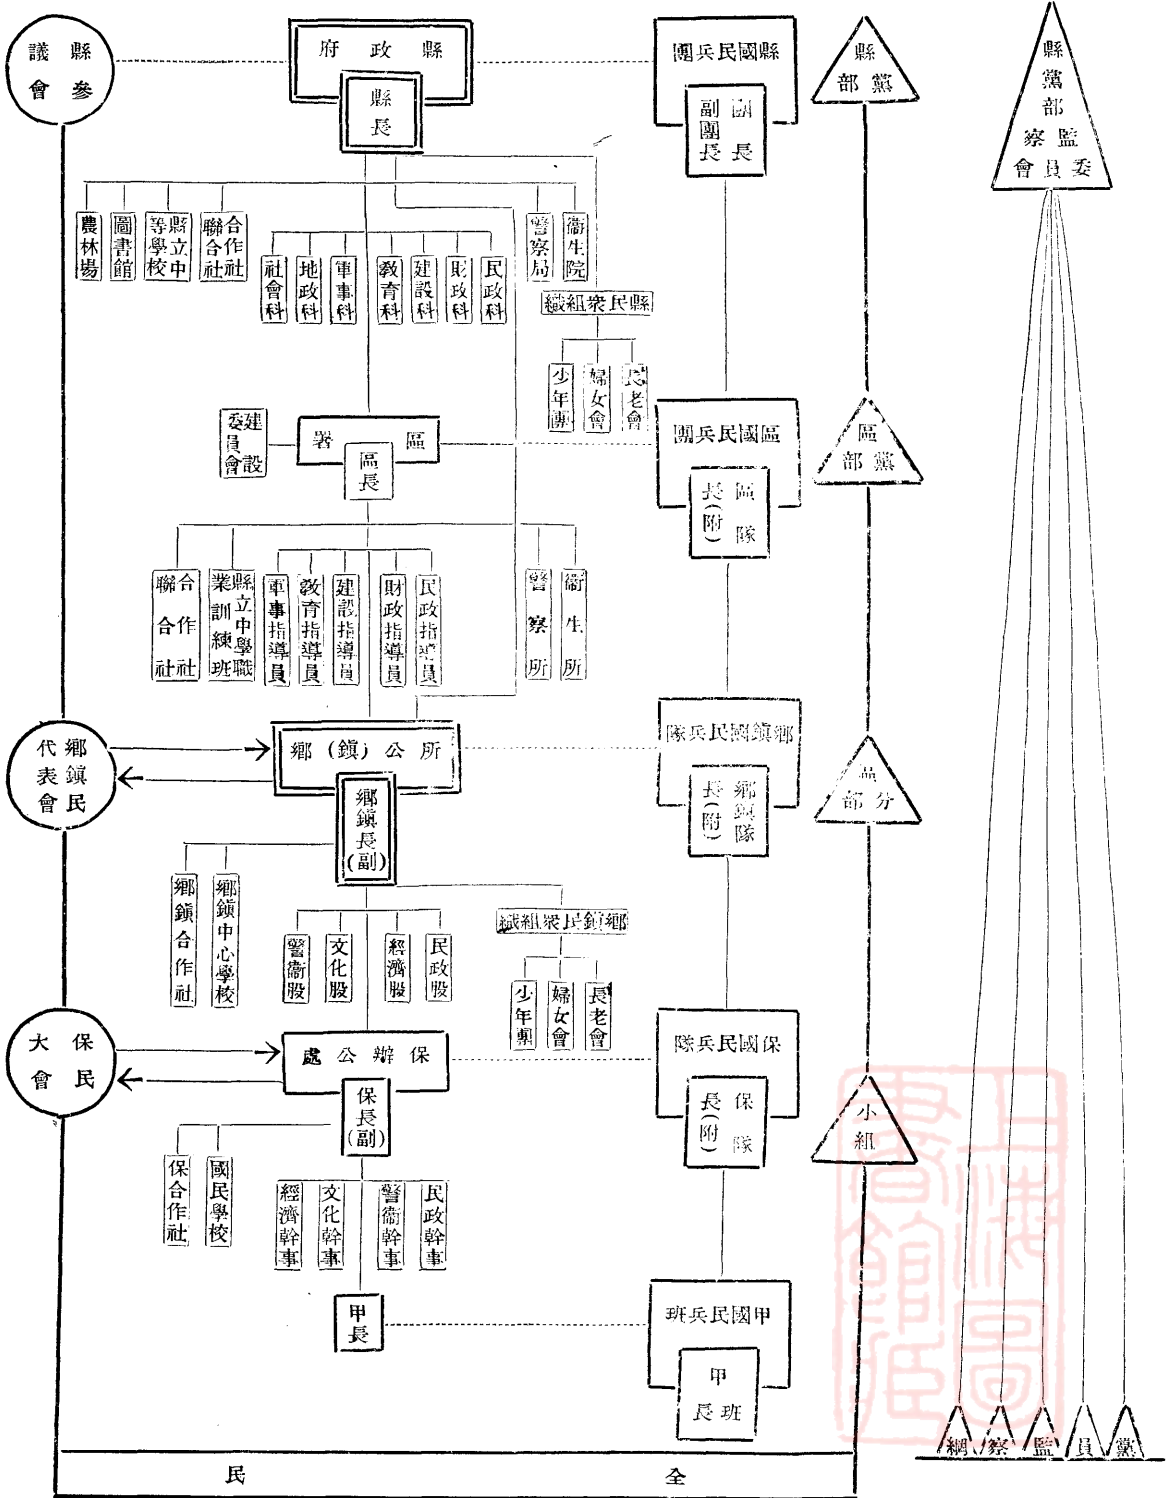 縣參議會
縣政府
縣長
縣國民兵團
團長
副團長
縣黨部
縣黨部監察委員會
農林場
圖書館
縣立中等學校
合作社聯合社
警察局
衞生院
社會科
地政科
軍事科
教育科
建設科
財政科
民政科
縣民衆組織
少年團
婦女會
長老會
建設委員會
區署
區長
區國民兵團
區隊長(附)
區黨部
合作社聯合社
縣立中學職業訓練班
軍事指導員
教育指導員
建設指導員
財政指導員
民政指導員
警察所
衞生所
鄉鎮民代表會
鄉(鎮)公所
鄉鎮長(副)
鄉鎮國民兵隊
鄉鎮隊長(附)
區分部
鄉鎮合作社
鄉鎮中心學校
警衞股
文化股
經濟股
民政股
鄉鎮民衆組織
少年團
婦女會
長老會
保民大會
保辦公處
保長(副)
保國民兵隊
保隊長(附)
小組
保合作社
國民學校
經濟幹事
文化幹事
警衞幹事
民政幹事
甲長
甲國民兵班
甲班長
黨員監察網
全民
上海圖書館藏